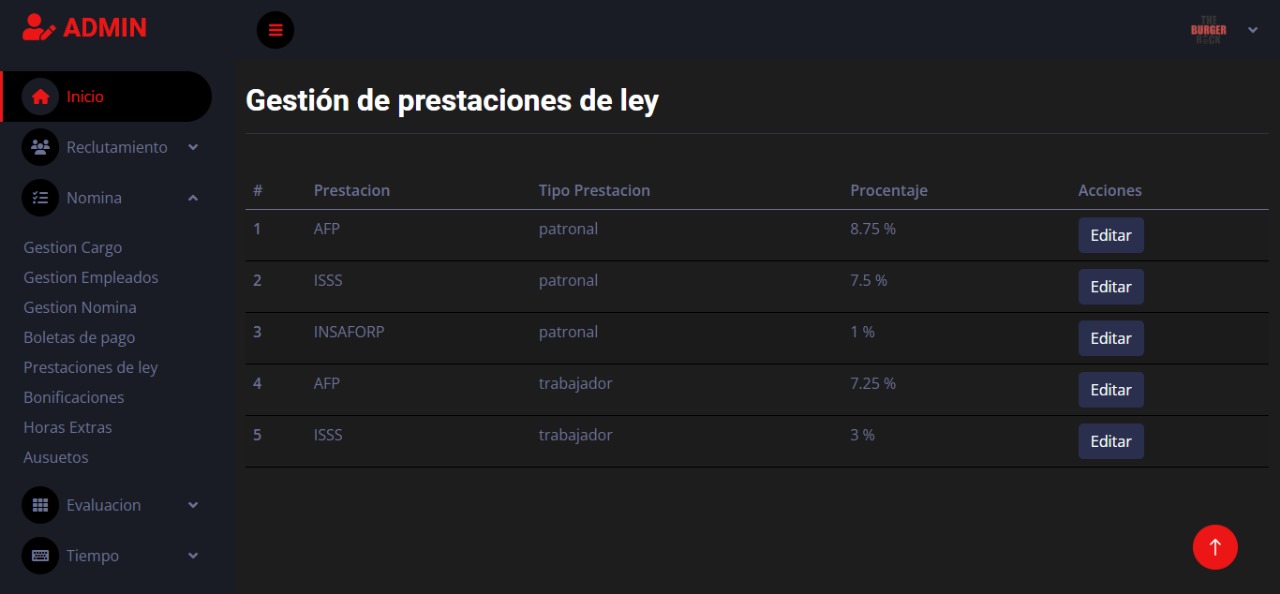 ADMIN
THE
BURGER
Inicio
Gestión de prestaciones de ley
Reclutamiento
Nomina
# Prestacion Tipo Prestacion Procentaje Acciones
1 AFP patronal 8.75 % Editar
Gestion Cargo
Gestion Empleados
2 ISSS patronal 7.5 % Editar
Gestion Nomina
Boletas de pago
3 INSAFORP patronal 1 % Editar
Prestaciones de ley
Bonificaciones
4 AFP trabajador 7.25 % Editar
Horas Extras
Ausuetos
5 ISSS trabajador 3 % Editar
Evaluacion
Tiempo